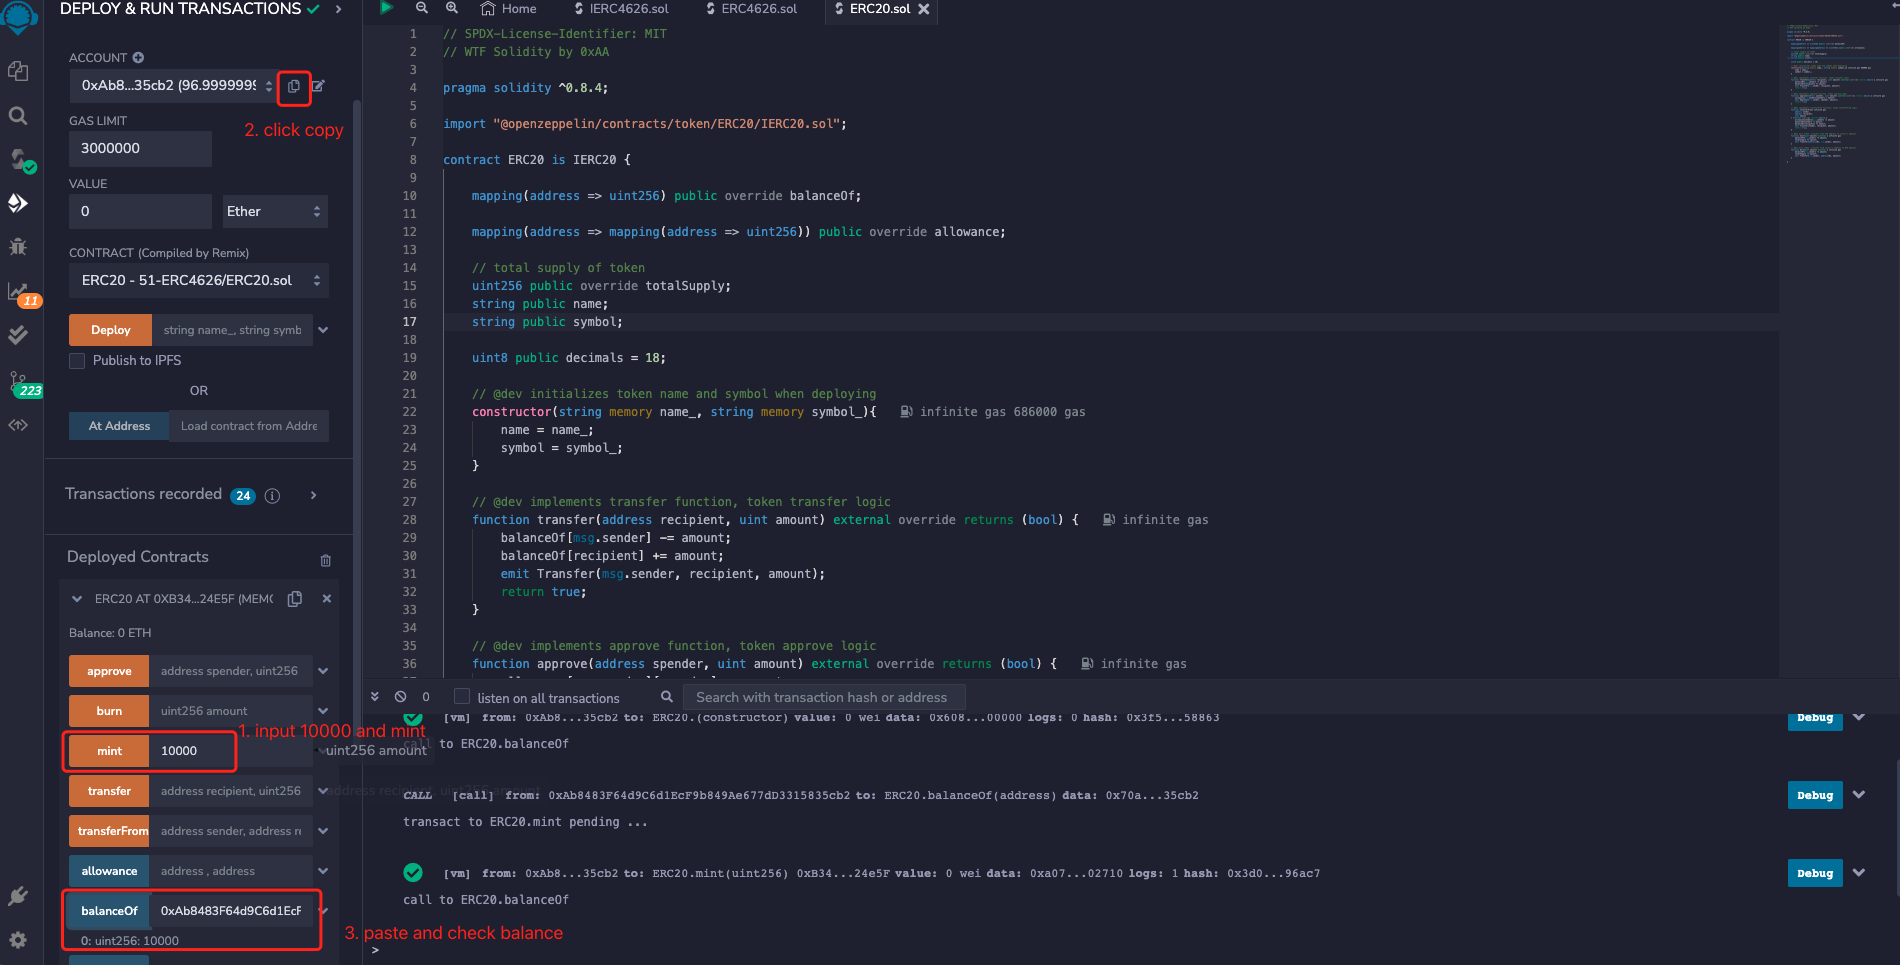 DEPLOY & RUN TRANSACTIONS
ACCOUNT
0xAb8...35cb2 (96.9999999
2. click copy
GAS LIMIT
3000000
VALUE
0
Ether
CONTRACT (Compiled by Remix)
ERC20 - 51-ERC4626/ERC20.sol
Deploy
string name_, string symb
Publish to IPFS
OR
At Address
Load contract from Addre
Transactions recorded 24
Deployed Contracts
ERC20 AT 0XB34...24E5F (MEMO
Balance: 0 ETH
approve
address spender, uint256
burn
uint256 amount
1. input 10000 and mint
mint
10000
uint256 amount
transfer
address recipient, uint256
address recipient, uint256 amount
transferFrom
address sender, address re
allowance
address , address
balanceOf
0xAb8483F64d9C6d1EcF
0: uint256: 10000
3. paste and check balance
11
223
Home
IERC4626.sol
ERC4626.sol
ERC20.sol
1 // SPDX-License-Identifier: MIT
2 // WTF Solidity by 0xAA
3
4 pragma solidity ^0.8.4;
5
6 import "@openzeppelin/contracts/token/ERC20/IERC20.sol";
7
8 contract ERC20 is IERC20 {
9
10 mapping(address => uint256) public override balanceOf;
11
12 mapping(address => mapping(address => uint256)) public override allowance;
13
14 // total supply of token
15 uint256 public override totalSupply;
16 string public name;
17 string public symbol;
18
19 uint8 public decimals = 18;
20
21 // @dev initializes token name and symbol when deploying
22 constructor(string memory name_, string memory symbol_){ infinite gas 686000 gas
23 name = name_;
24 symbol = symbol_;
25 }
26
27 // @dev implements transfer function, token transfer logic
28 function transfer(address recipient, uint amount) external override returns (bool) { infinite gas
29 balanceOf[msg.sender] -= amount;
30 balanceOf[recipient] += amount;
31 emit Transfer(msg.sender, recipient, amount);
32 return true;
33 }
34
35 // @dev implements approve function, token approve logic
36 function approve(address spender, uint amount) external override returns (bool) { infinite gas
0
listen on all transactions
Search with transaction hash or address
[vm] from: 0xAb8...35cb2 to: ERC20.(constructor) value: 0 wei data: 0x608...00000 logs: 0 hash: 0x3f5...58863
Debug
call to ERC20.balanceOf
CALL [call] from: 0xAb8483F64d9C6d1EcF9b849Ae677dD3315835cb2 to: ERC20.balanceOf(address) data: 0x70a...35cb2
Debug
transact to ERC20.mint pending ...
[vm] from: 0xAb8...35cb2 to: ERC20.mint(uint256) 0xB34...24e5F value: 0 wei data: 0xa07...02710 logs: 1 hash: 0x3d0...96ac7
Debug
call to ERC20.balanceOf
>